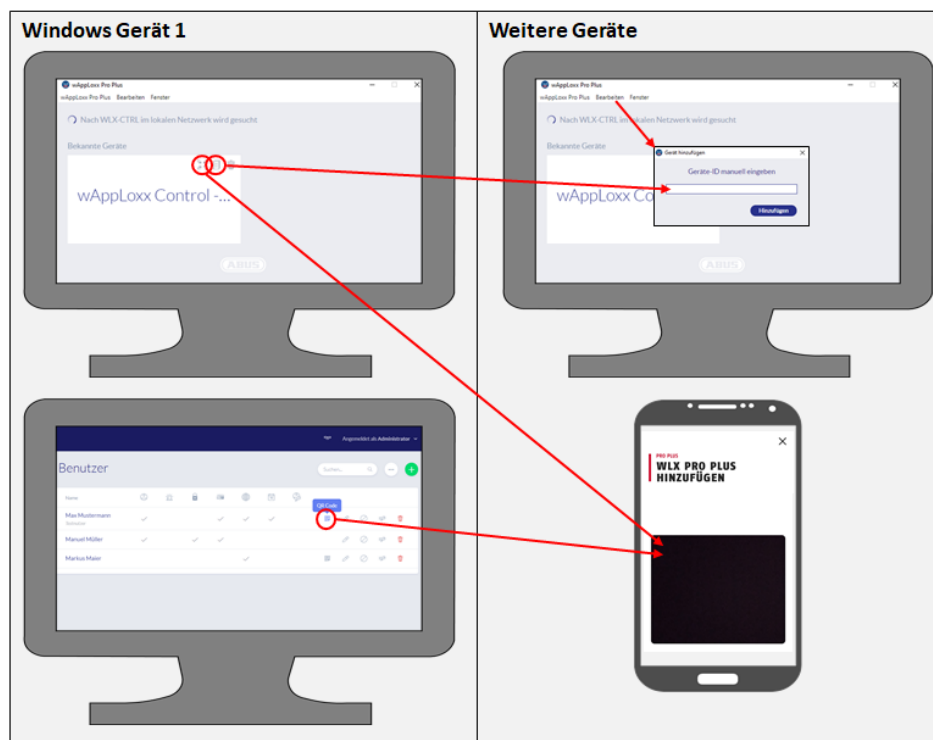 Windows Gerät 1
wAppLoxx Pro Plus
wAppLoxx Pro Plus Bearbeiten Fenster
Nach WLX-CTRL im lokalen Netzwerk wird gesucht
Bekannte Geräte
wAppLoxx Control -...
ABUS
Angemeldet als Administrator
Benutzer
Suchen...
Name
QR Code
Max Mustermann
Manuel Müller
Markus Maier
Weitere Geräte
wAppLoxx Pro Plus
wAppLoxx Pro Plus Bearbeiten Fenster
Nach WLX-CTRL im lokalen Netzwerk wird gesucht
Bekannte Geräte
Gerät hinzufügen
Geräte-ID manuell eingeben
Hinzufügen
wAppLoxx Co
ABUS
PRO PLUS
WLX PRO PLUS
HINZUFÜGEN